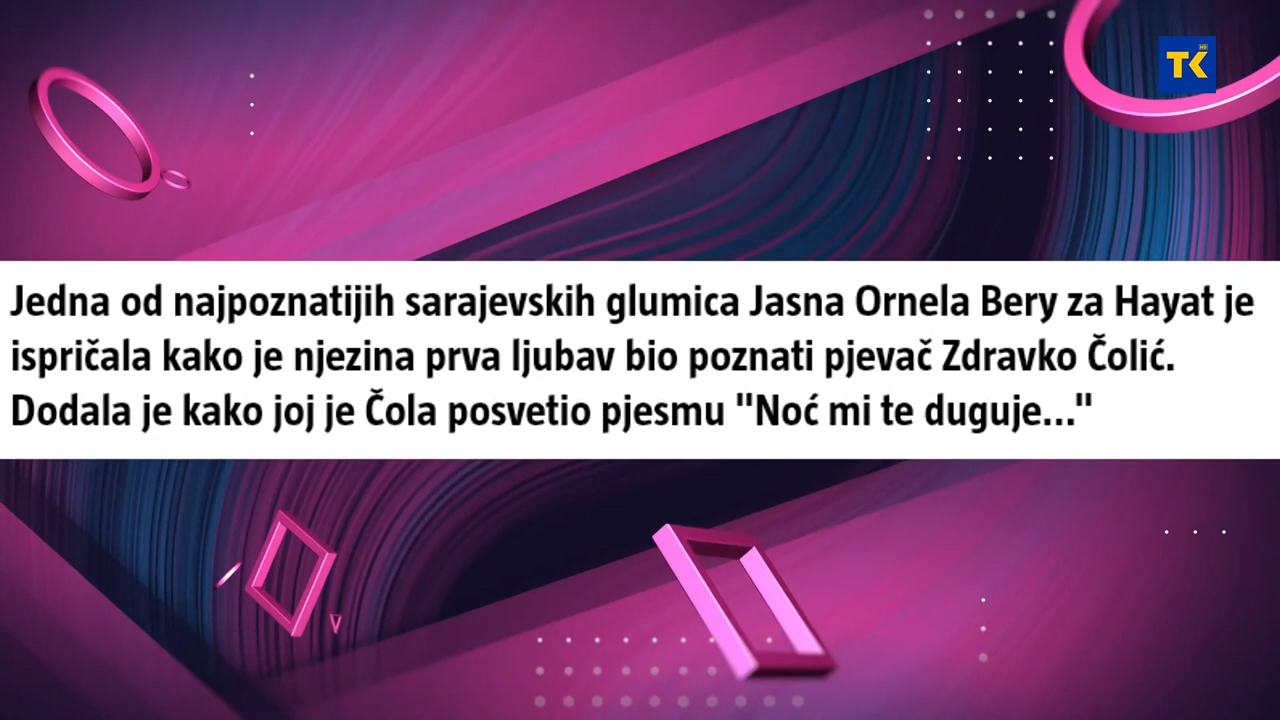 TK HD
Jedna od najpoznatijih sarajevskih glumica Jasna Ornela Bery za Hayat je
ispričala kako je njezina prva ljubav bio poznati pjevač Zdravko Čolić.
Dodala je kako joj je Čola posvetio pjesmu "Noć mi te duguje..."